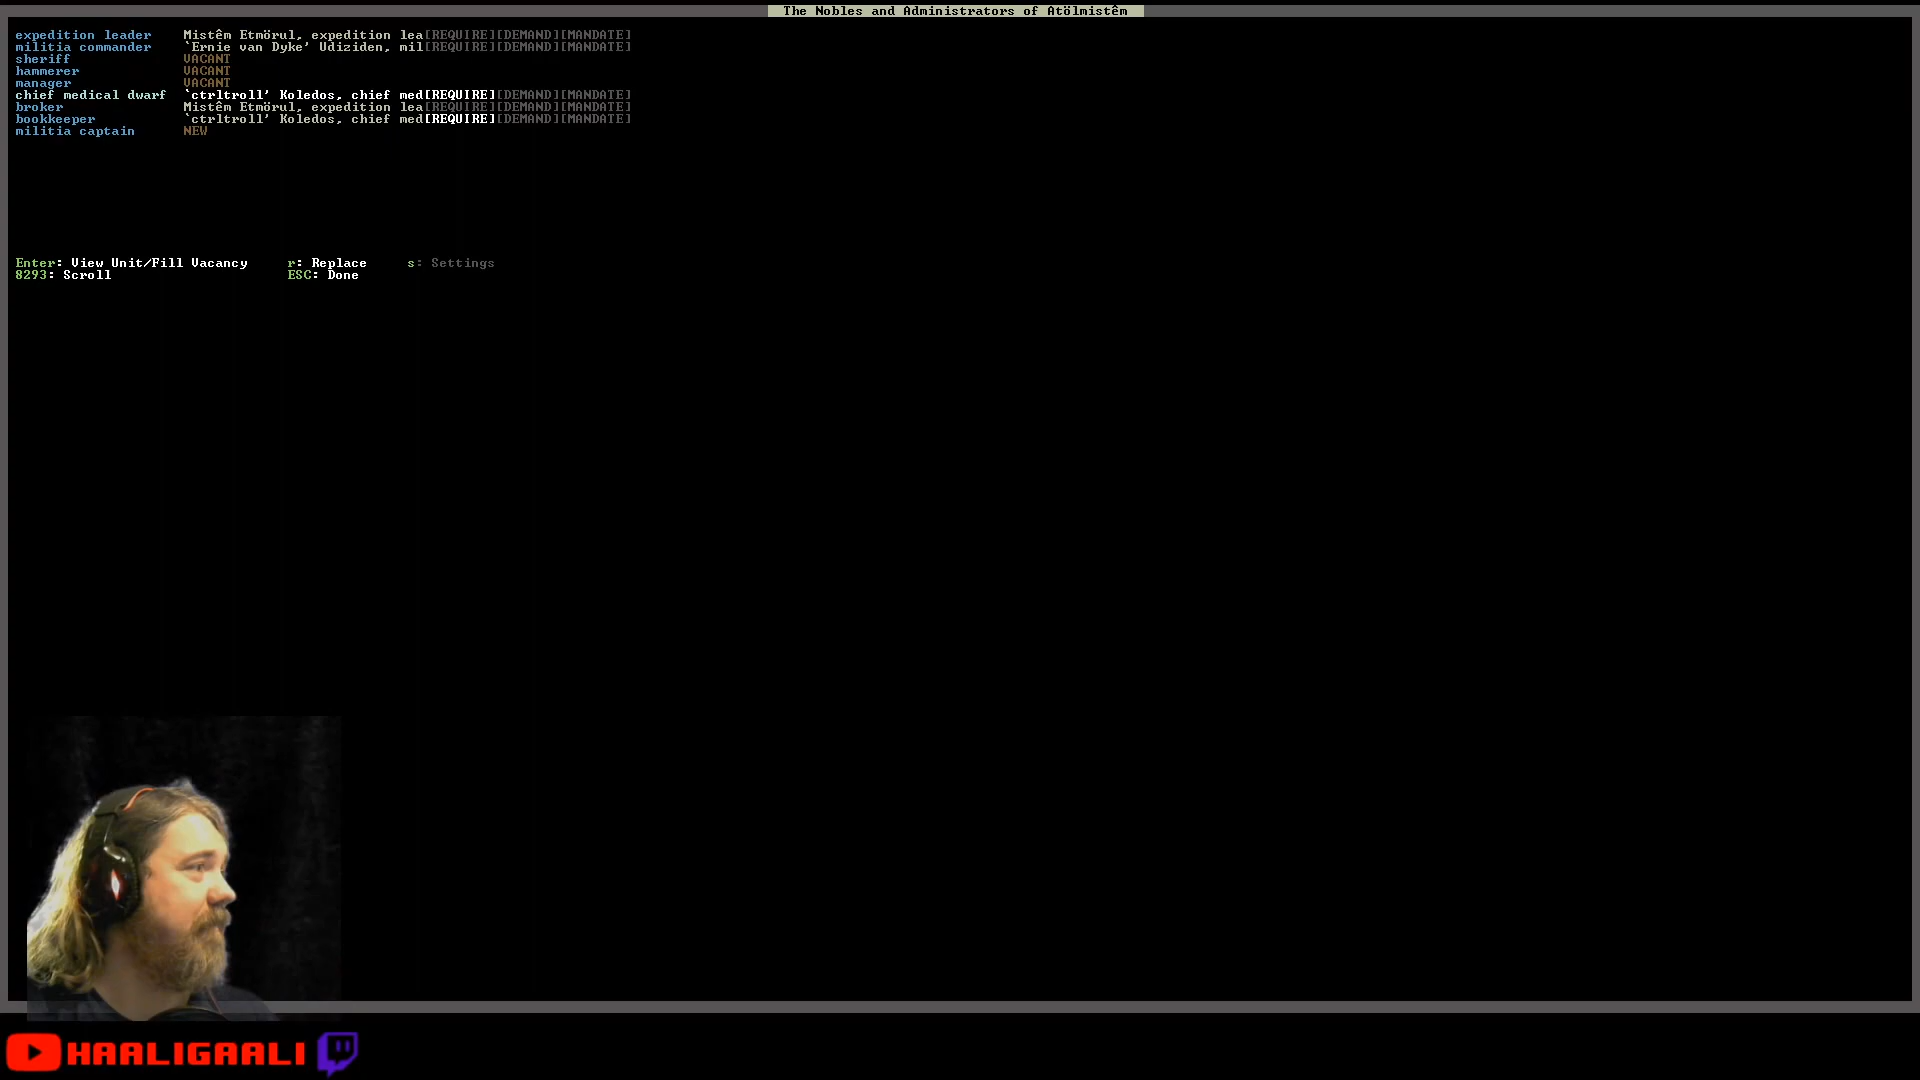 The Nobles and Administrators of Atölmistêm
expedition leader Mistêm Etmörul, expedition lea[REQUIRE][DEMAND][MANDATE]
militia commander `Ernie van Dyke' Udiziden, mil[REQUIRE][DEMAND][MANDATE]
sheriff VACANT
hammerer VACANT
manager VACANT
chief medical dwarf `ctrltroll' Koledos, chief med[REQUIRE][DEMAND][MANDATE]
broker Mistêm Etmörul, expedition lea[REQUIRE][DEMAND][MANDATE]
bookkeeper `ctrltroll' Koledos, chief med[REQUIRE][DEMAND][MANDATE]
militia captain NEW
Enter: View Unit/Fill Vacancy r: Replace s: Settings
8293: Scroll ESC: Done
HAALIGAALI